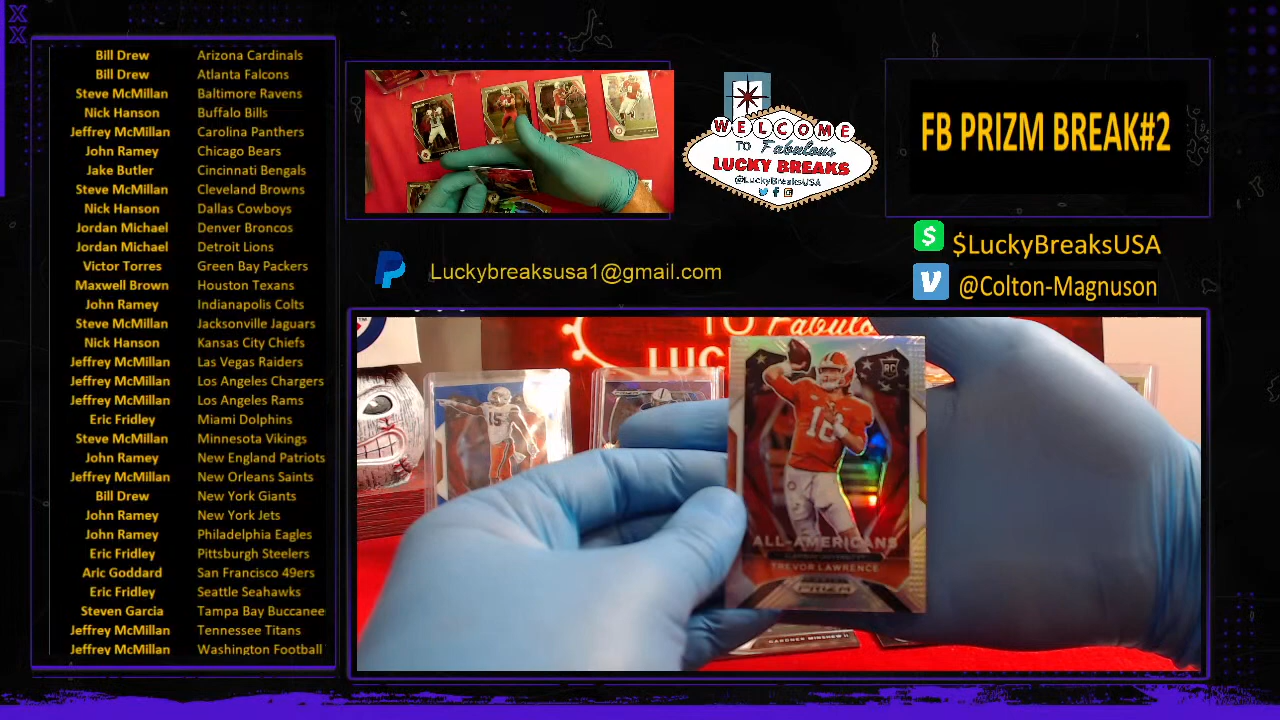 Bill Drew Arizona Cardinals
Bill Drew Atlanta Falcons
Steve McMillan Baltimore Ravens
Nick Hanson Buffalo Bills
Jeffrey McMillan Carolina Panthers
John Ramey Chicago Bears
Jake Butler Cincinnati Bengals
Steve McMillan Cleveland Browns
Nick Hanson Dallas Cowboys
Jordan Michael Denver Broncos
Jordan Michael Detroit Lions
Victor Torres Green Bay Packers
Maxwell Brown Houston Texans
John Ramey Indianapolis Colts
Steve McMillan Jacksonville Jaguars
Nick Hanson Kansas City Chiefs
Jeffrey McMillan Las Vegas Raiders
Jeffrey McMillan Los Angeles Chargers
Jeffrey McMillan Los Angeles Rams
Eric Fridley Miami Dolphins
Steve McMillan Minnesota Vikings
John Ramey New England Patriots
Jeffrey McMillan New Orleans Saints
Bill Drew New York Giants
John Ramey New York Jets
John Ramey Philadelphia Eagles
Eric Fridley Pittsburgh Steelers
Aric Goddard San Francisco 49ers
Eric Fridley Seattle Seahawks
Steven Garcia Tampa Bay Buccanee
Jeffrey McMillan Tennessee Titans
Jeffrey McMillan Washington Football
WELCOME
TO Fabulous
LUCKY BREAKS
@LuckyBreaksUSA
FB PRIZM BREAK#2
Luckybreaksusa1@gmail.com
$LuckyBreaksUSA
@Colton-Magnuson
TO Fabulo
LUC
15
RC
16
ALL-AMERICANS
TREVOR LAWRENCE
PRIZM
GARDNER MINSHEW II